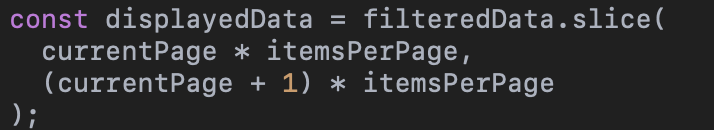 const displayedData = filteredData.slice(
  currentPage * itemsPerPage,
  (currentPage + 1) * itemsPerPage
);